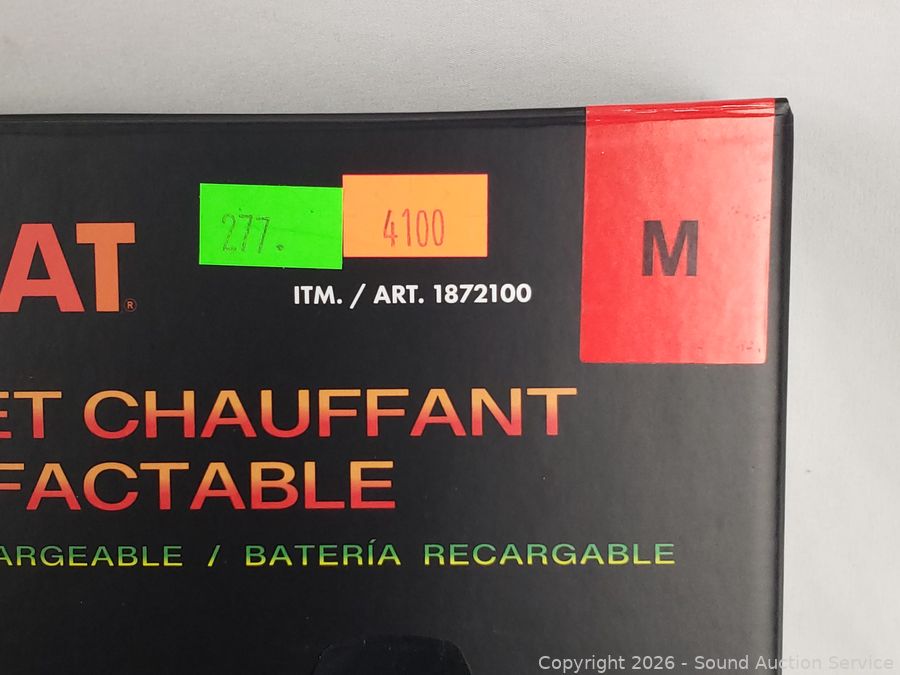 277.
4100
M
AT®
ITM. / ART. 1872100
ET CHAUFFANT
FACTABLE
ARGEABLE / BATERÍA RECARGABLE
Copyright 2026 - Sound Auction Service